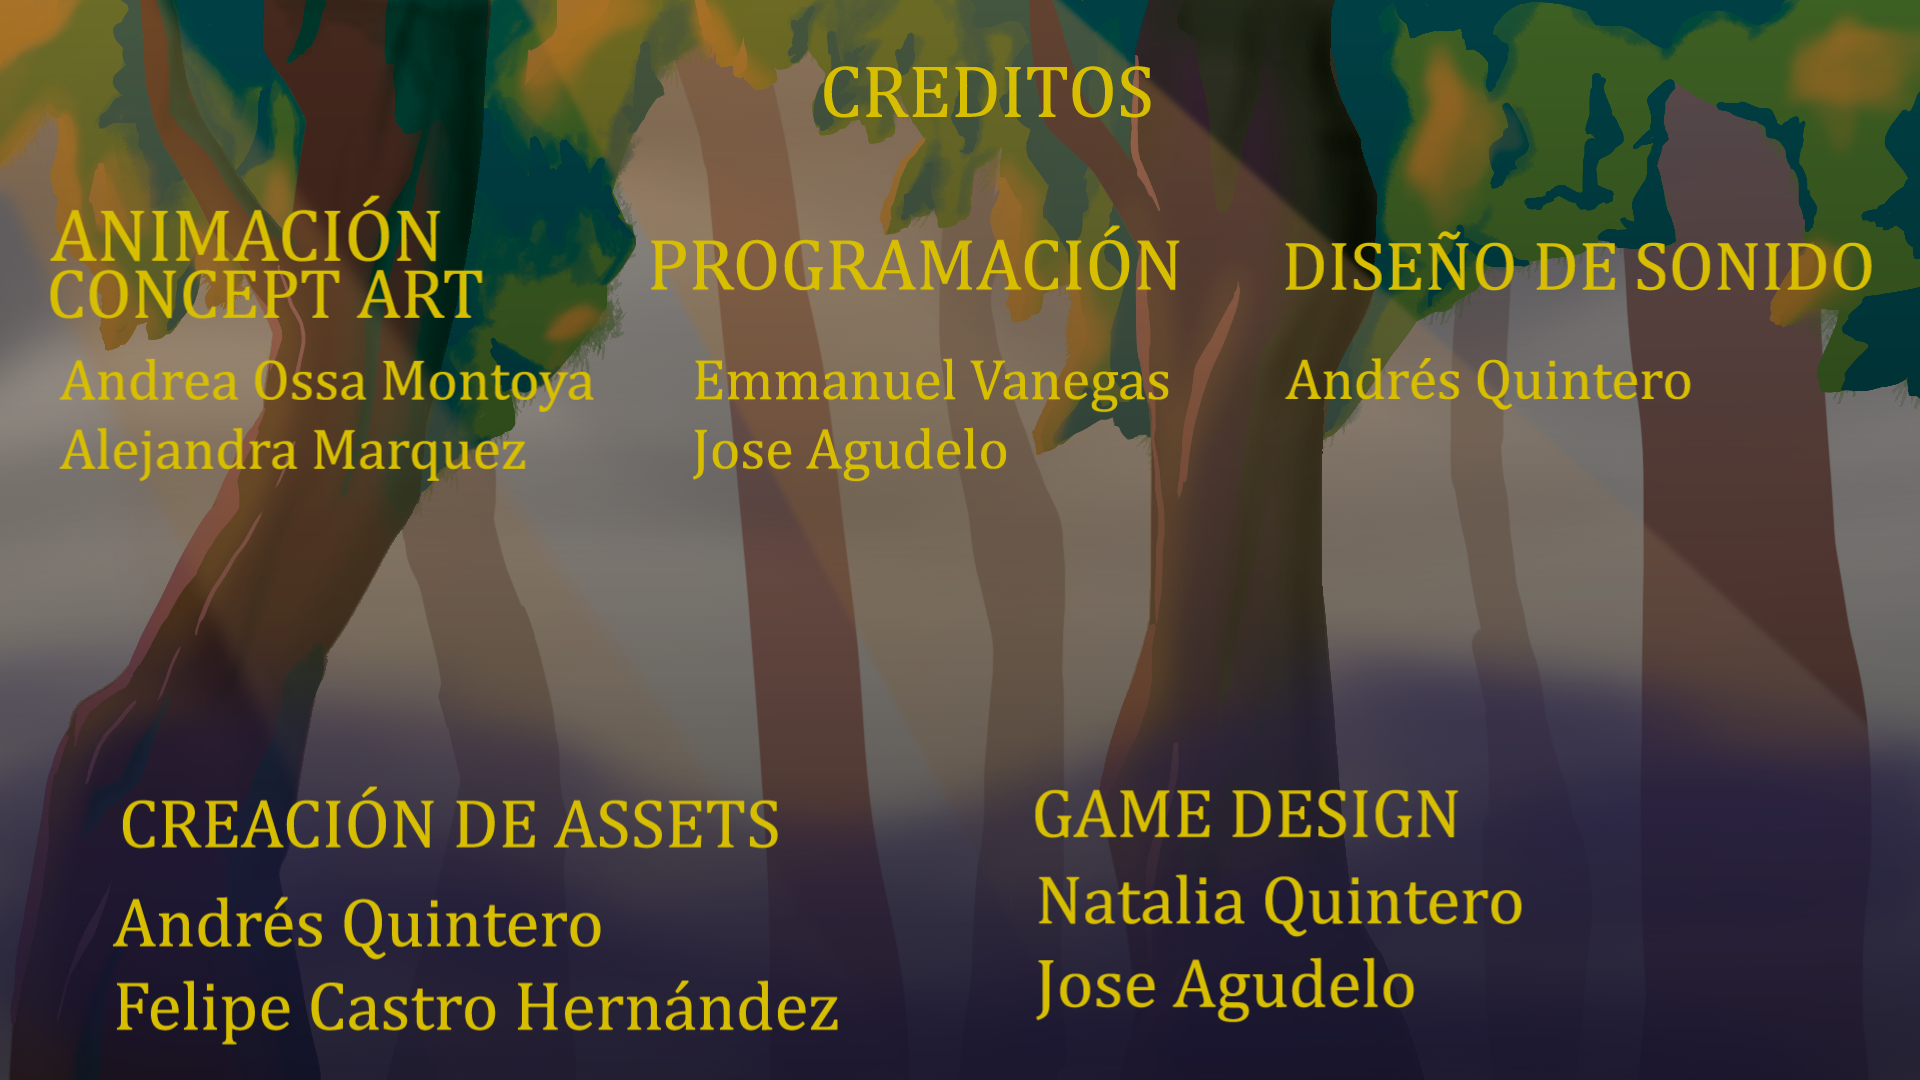 CREDITOS
ANIMACIÓN
CONCEPT ART
Andrea Ossa Montoya
Alejandra Marquez
PROGRAMACIÓN
Emmanuel Vanegas
Jose Agudelo
DISEÑO DE SONIDO
Andrés Quintero
CREACIÓN DE ASSETS
Andrés Quintero
Felipe Castro Hernández
GAME DESIGN
Natalia Quintero
Jose Agudelo